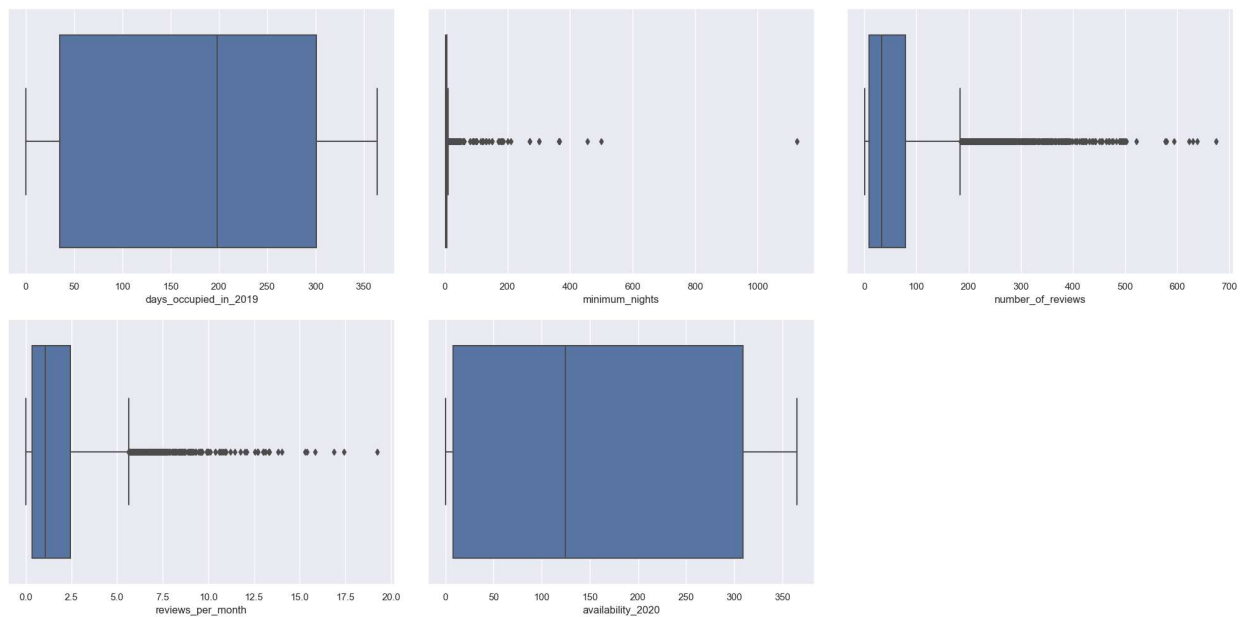 0 50 100 150 200 250 300 350
days_occupied_in_2019
0 200 400 600 800 1000
minimum_nights
0 100 200 300 400 500 600 700
number_of_reviews
0.0 2.5 5.0 7.5 10.0 12.5 15.0 17.5 20.0
reviews_per_month
0 50 100 150 200 250 300 350
availability_2020